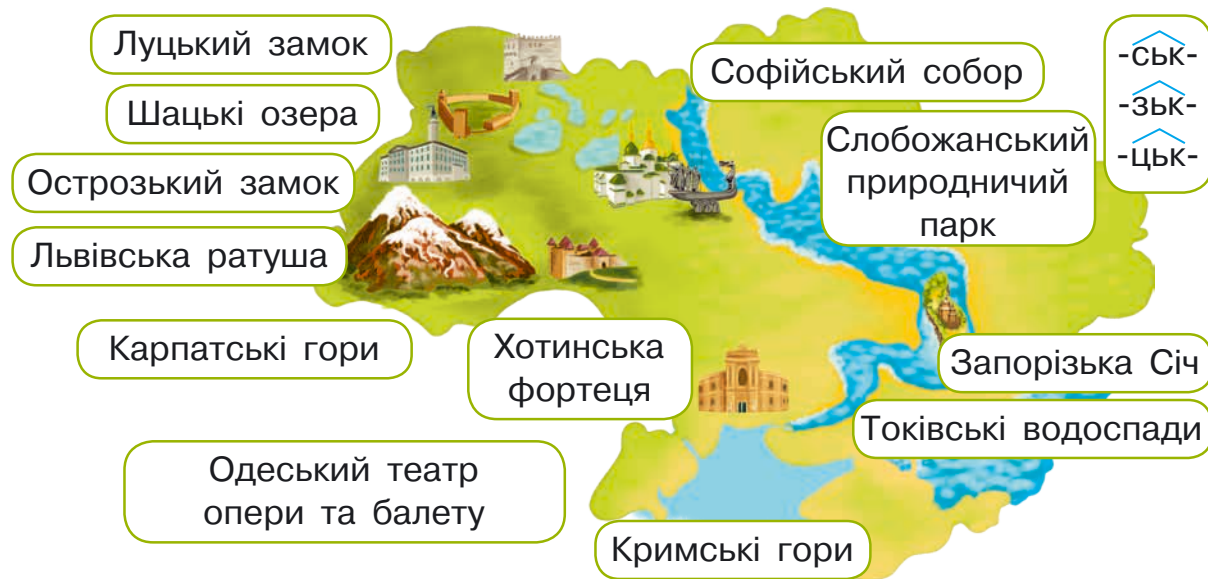 Луцький замок
Шацькі озера
Острозький замок
Львівська ратуша
Карпатські гори
Хотинська
фортеця
Одеський театр
опери та балету
Кримські гори
Софійський собор
Слобожанський
природничий
парк
Запорізька Січ
Токівські водоспади
-ськ-
-зьк-
-цьк-